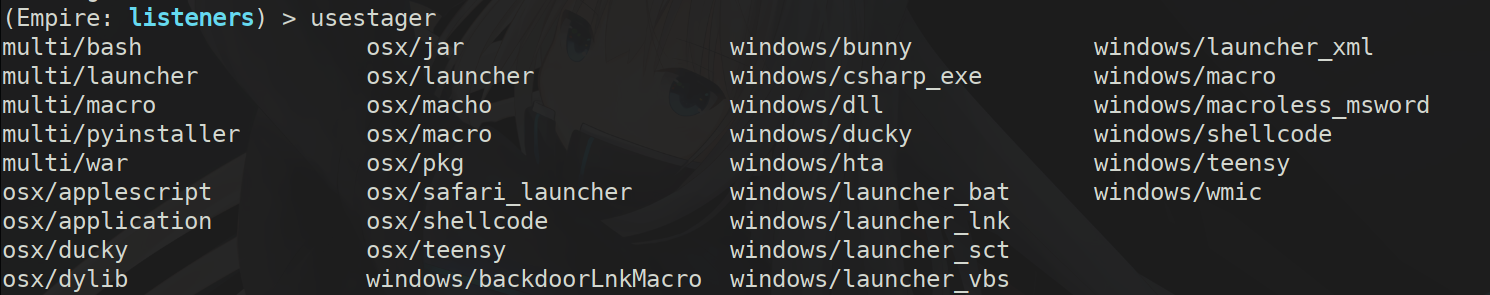 (Empire: listeners) > usestager
multi/bash osx/jar windows/bunny windows/launcher_xml
multi/launcher osx/launcher windows/csharp_exe windows/macro
multi/macro osx/macho windows/dll windows/macroless_msword
multi/pyinstaller osx/macro windows/ducky windows/shellcode
multi/war osx/pkg windows/hta windows/teensy
osx/applescript osx/safari_launcher windows/launcher_bat windows/wmic
osx/application osx/shellcode windows/launcher_lnk
osx/ducky osx/teensy windows/launcher_sct
osx/dylib windows/backdoorLnkMacro windows/launcher_vbs